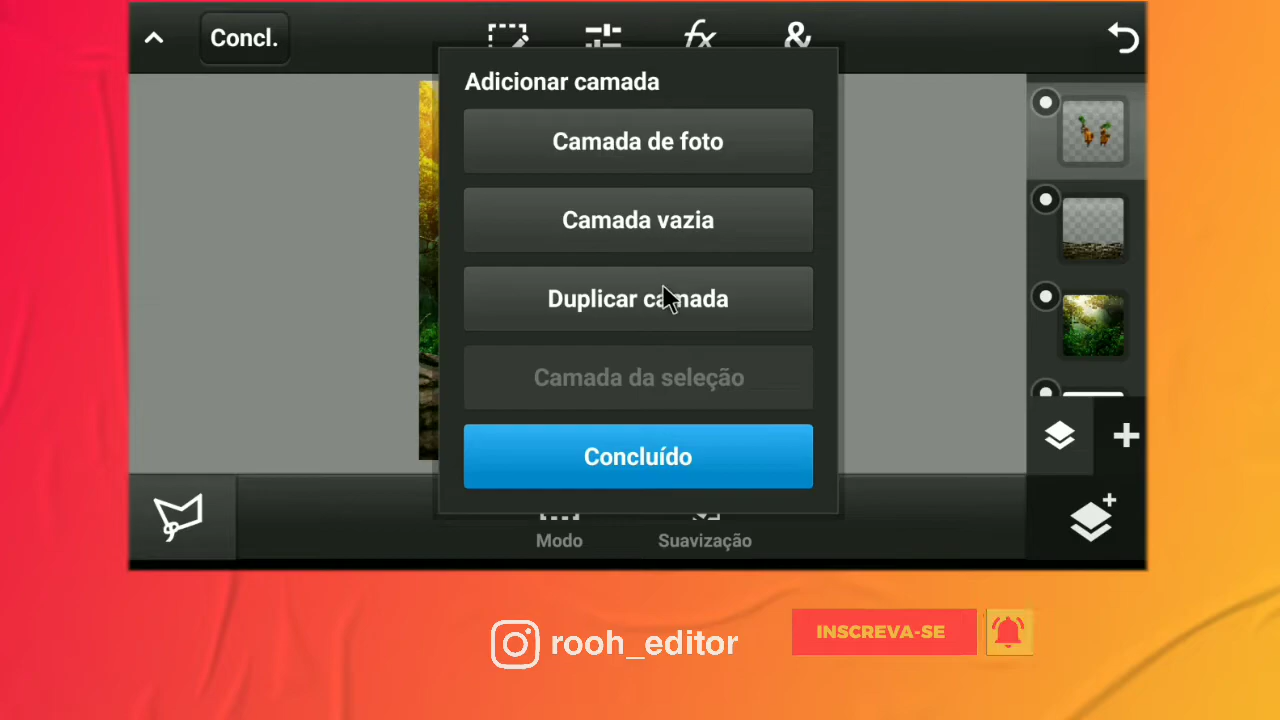 Concl.
fx
&
Adicionar camada
Camada de foto
Camada vazia
Duplicar camada
Camada da seleção
Concluído
Modo
Suavização
rooh_editor
INSCREVA-SE